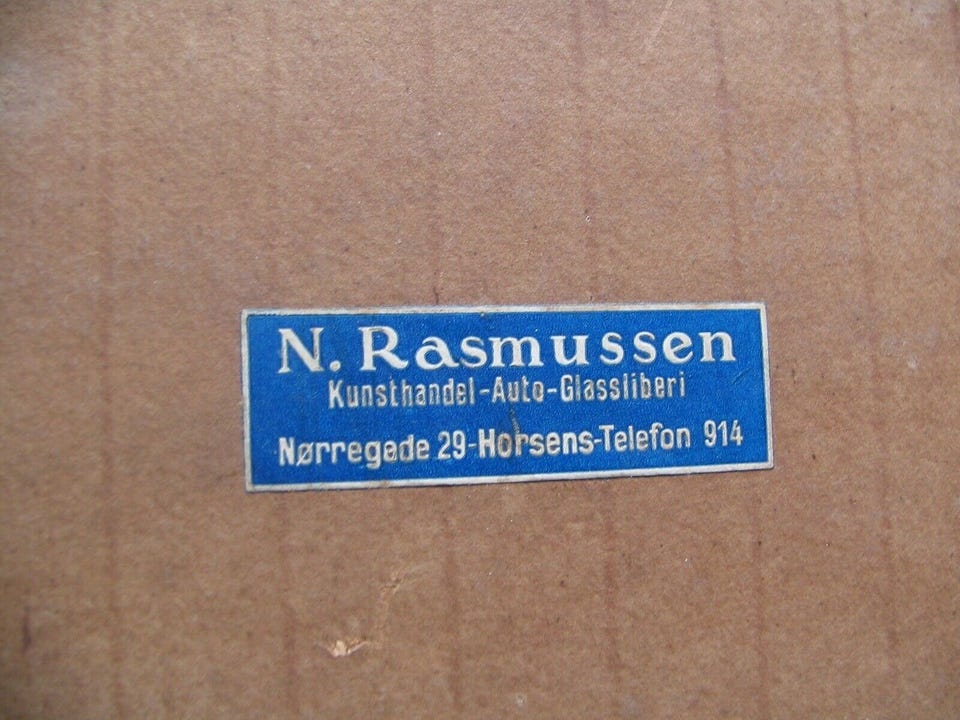 N. Rasmussen
Kunsthandel-Auto-Glassliberi
Nørregade 29-Horsens-Telefon 914